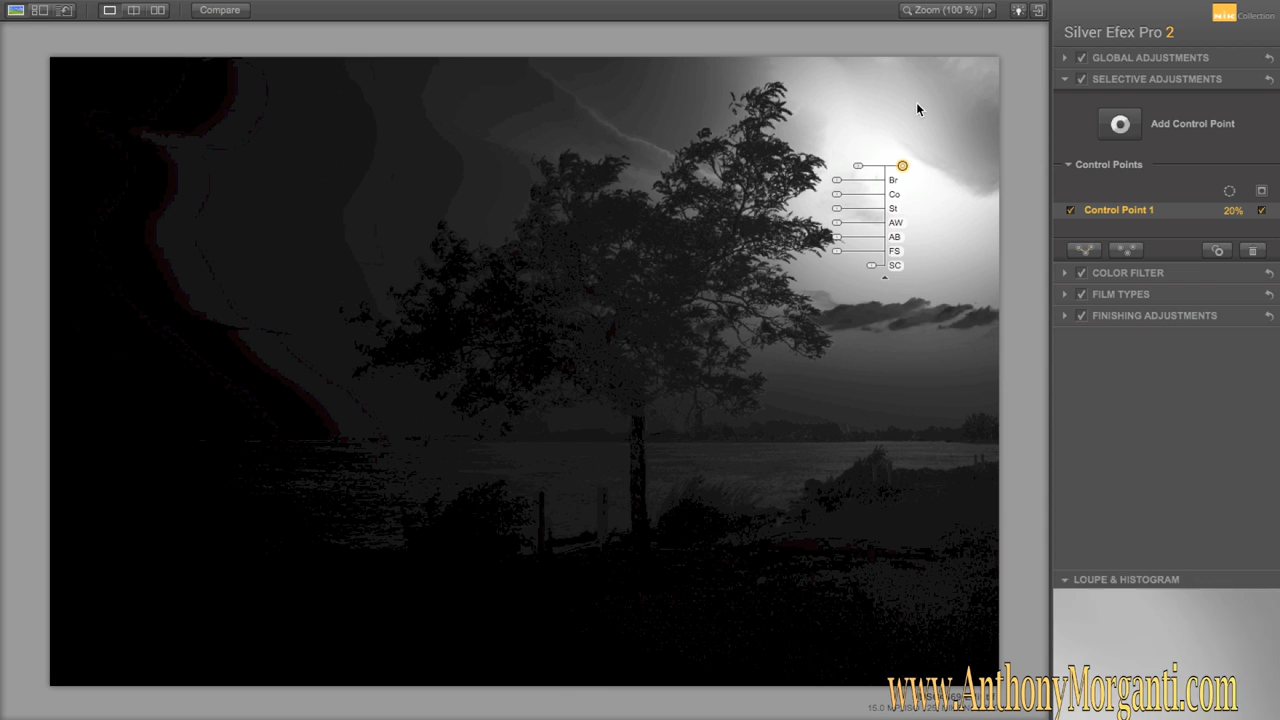 Compare
Zoom (100 %)
Nik Collection
Silver Efex Pro 2
GLOBAL ADJUSTMENTS
SELECTIVE ADJUSTMENTS
Add Control Point
Control Points
Control Point 1 20%
COLOR FILTER
FILM TYPES
FINISHING ADJUSTMENTS
Br
Co
St
AW
AB
FS
SC
LOUPE & HISTOGRAM
www.AnthonyMorganti.com